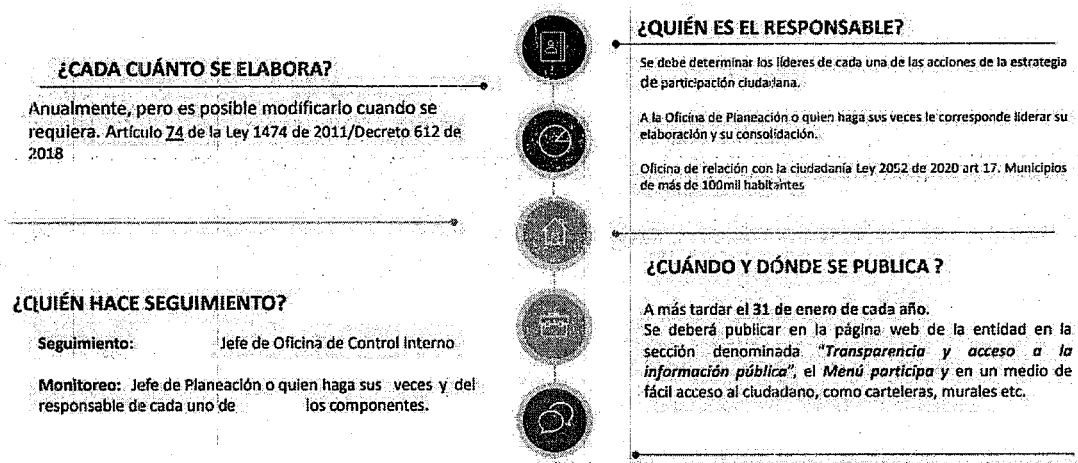 ¿CADA CUÁNTO SE ELABORA?
Anualmente, pero es posible modificarlo cuando se
requiera. Artículo 74 de la Ley 1474 de 2011/Decreto 612 de
2018
¿QUIÉN HACE SEGUIMIENTO?
Seguimiento: Jefe de Oficina de Control Interno
Monitoreo: Jefe de Planeación o quien haga sus veces y del
responsable de cada uno de los componentes.
¿QUIÉN ES EL RESPONSABLE?
Se debe determinar los líderes de cada una de las acciones de la estrategia
de participación ciudadana.
A la Oficina de Planeación o quien haga sus veces le corresponde liderar su
elaboración y su consolidación.
Oficina de relación con la ciudadanía Ley 2052 de 2020 art 17. Municipios
de más de 100mil habitantes
¿CUÁNDO Y DÓNDE SE PUBLICA ?
A más tardar el 31 de enero de cada año.
Se deberá publicar en la página web de la entidad en la
sección denominada "Transparencia y acceso a la
información pública", el Menú participa y en un medio de
fácil acceso al ciudadano, como carteleras, murales etc.